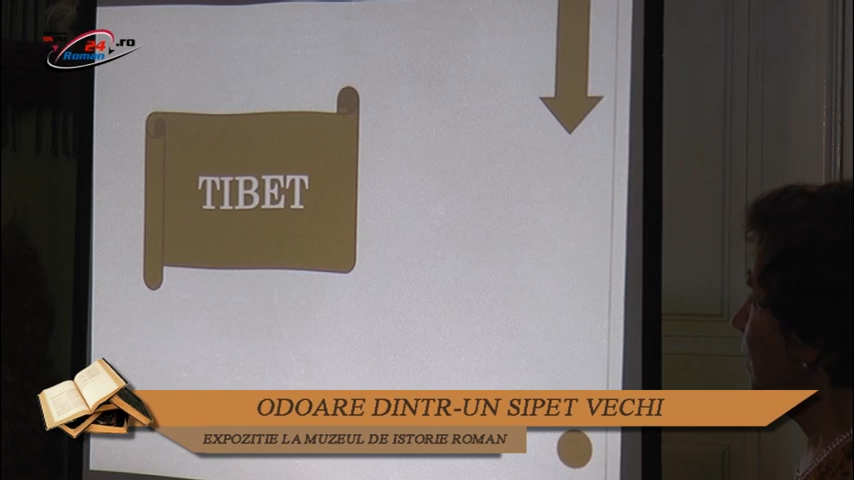 24.ro
Roman
TIBET
ODOARE DINTR-UN SIPET VECHI
EXPOZITIE LA MUZEUL DE ISTORIE ROMAN